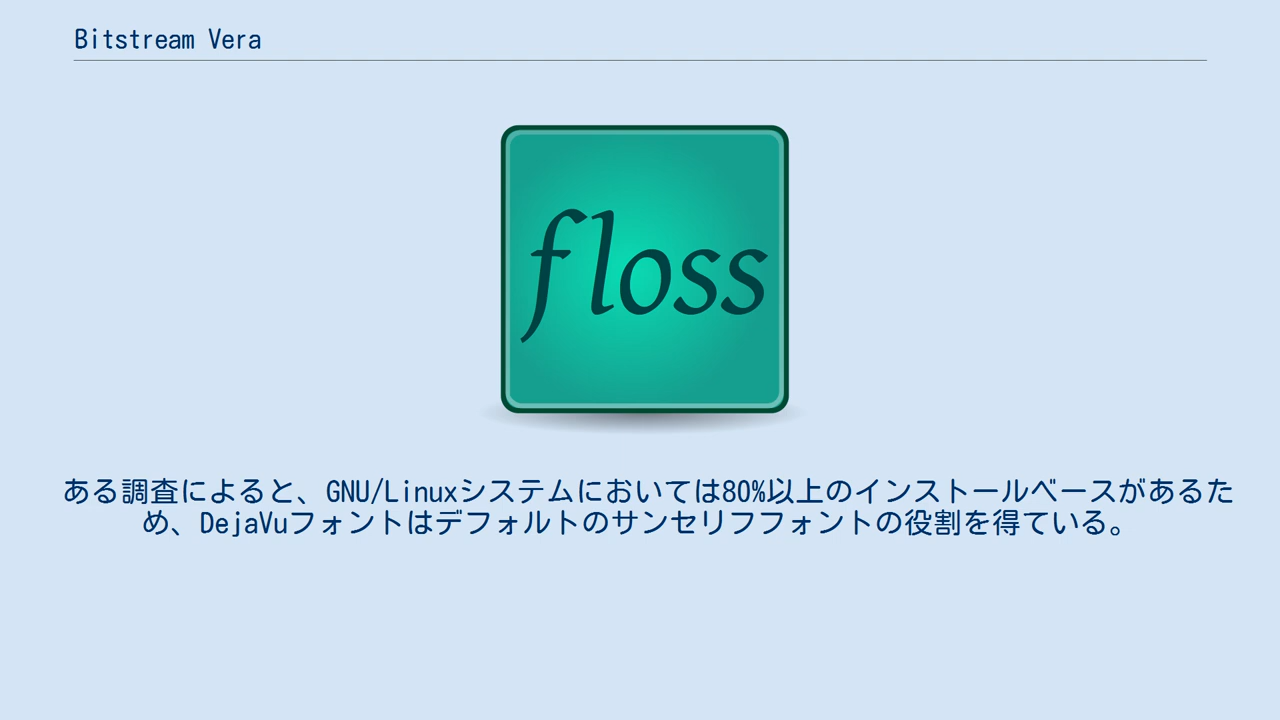 Bitstream Vera
floss
ある調査によると、GNU/Linuxシステムにおいては80%以上のインストールベースがあるた
め、DejaVuフォントはデフォルトのサンセリフフォントの役割を得ている。